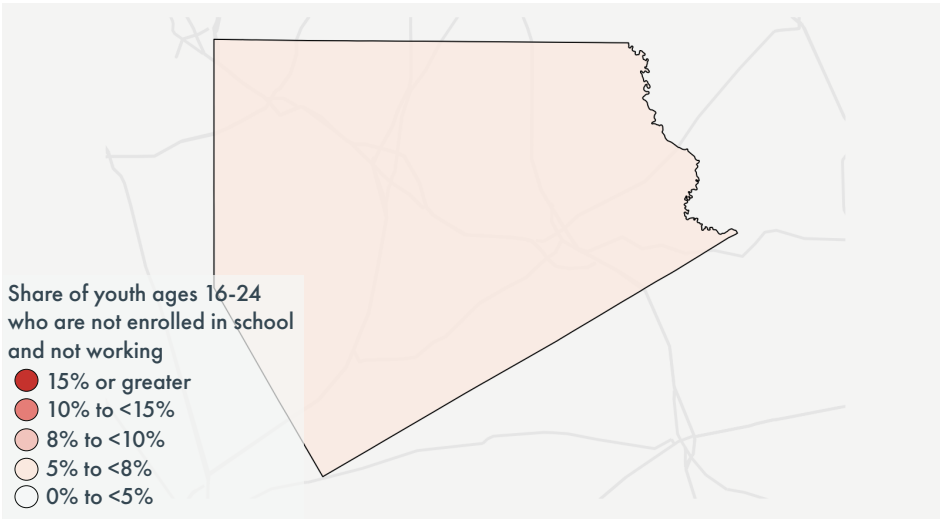 Share of youth ages 16-24
who are not enrolled in school
and not working
15% or greater
10% to <15%
8% to <10%
5% to <8%
0% to <5%